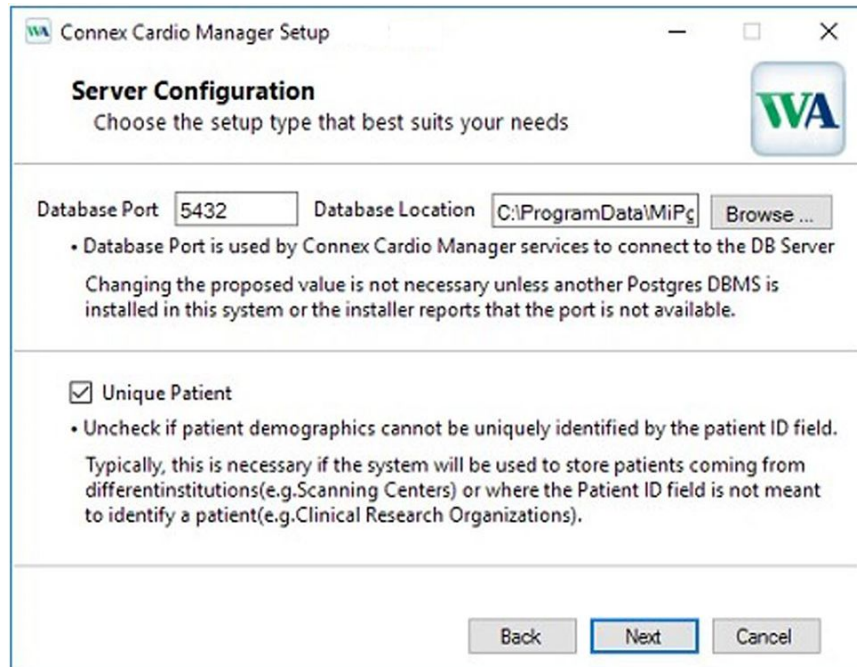 WA Connex Cardio Manager Setup
Server Configuration
Choose the setup type that best suits your needs
WA
Database Port 5432 Database Location C:\ProgramData\MiPg Browse ...
• Database Port is used by Connex Cardio Manager services to connect to the DB Server
Changing the proposed value is not necessary unless another Postgres DBMS is
installed in this system or the installer reports that the port is not available.
Unique Patient
• Uncheck if patient demographics cannot be uniquely identified by the patient ID field.
Typically, this is necessary if the system will be used to store patients coming from
differentinstitutions(e.g.Scanning Centers) or where the Patient ID field is not meant
to identify a patient(e.g.Clinical Research Organizations).
Back Next Cancel